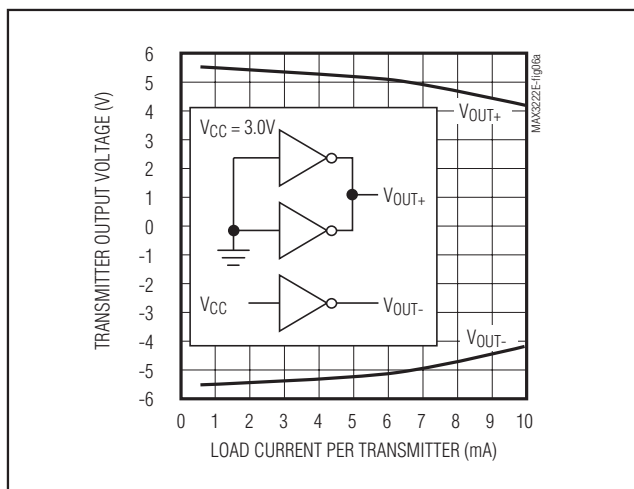 TRANSMITTER OUTPUT VOLTAGE (V)
6
5
4
3
2
1
0
-1
-2
-3
-4
-5
-6
VCC = 3.0V
VOUT+
VCC
VOUT-
VOUT+
VOUT-
MAX3222E-fig06a
0 1 2 3 4 5 6 7 8 9 10
LOAD CURRENT PER TRANSMITTER (mA)